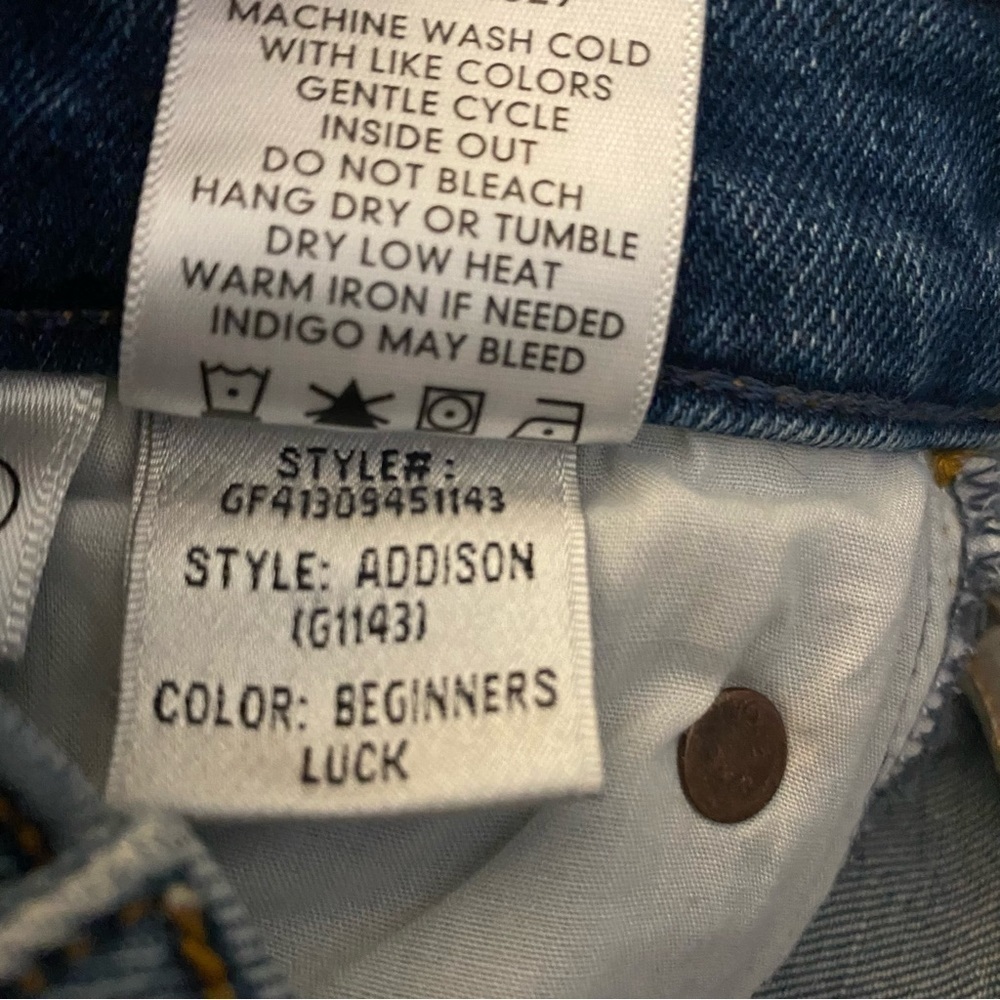 MACHINE WASH COLD
WITH LIKE COLORS
GENTLE CYCLE
INSIDE OUT
DO NOT BLEACH
HANG DRY OR TUMBLE
DRY LOW HEAT
WARM IRON IF NEEDED
INDIGO MAY BLEED
STYLE#:
GF41309451143
STYLE: ADDISON
(G1143)
COLOR: BEGINNERS
LUCK